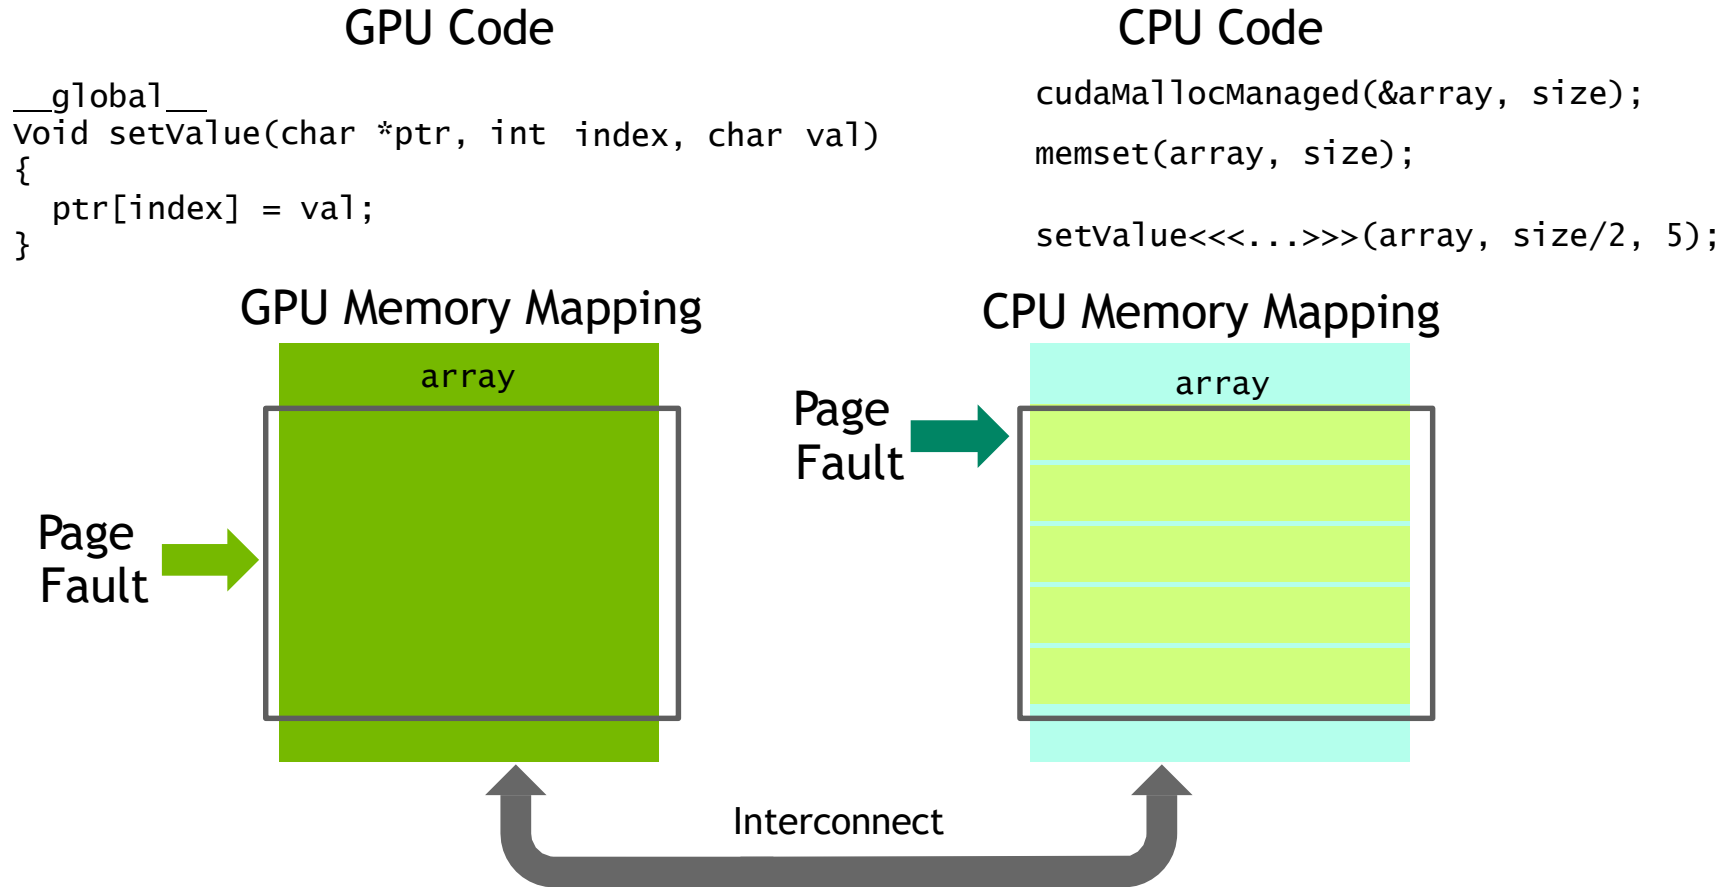 GPU Code
__global__
void setValue(char *ptr, int index, char val)
{
  ptr[index] = val;
}
CPU Code
cudaMallocManaged(&array, size);
memset(array, size);
setValue<<<...>>>(array, size/2, 5);
GPU Memory Mapping
array
Page
Fault
CPU Memory Mapping
array
Page
Fault
Interconnect